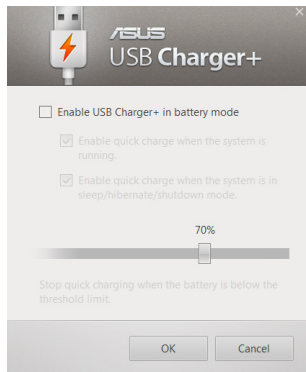 ASUS
USB Charger+
Enable USB Charger+ in battery mode
Enable quick charge when the system is
running.
Enable quick charge when the system is in
sleep/hibernate/shutdown mode.
70%
Stop quick charging when the battery is below the
threshold limit.
OK
Cancel